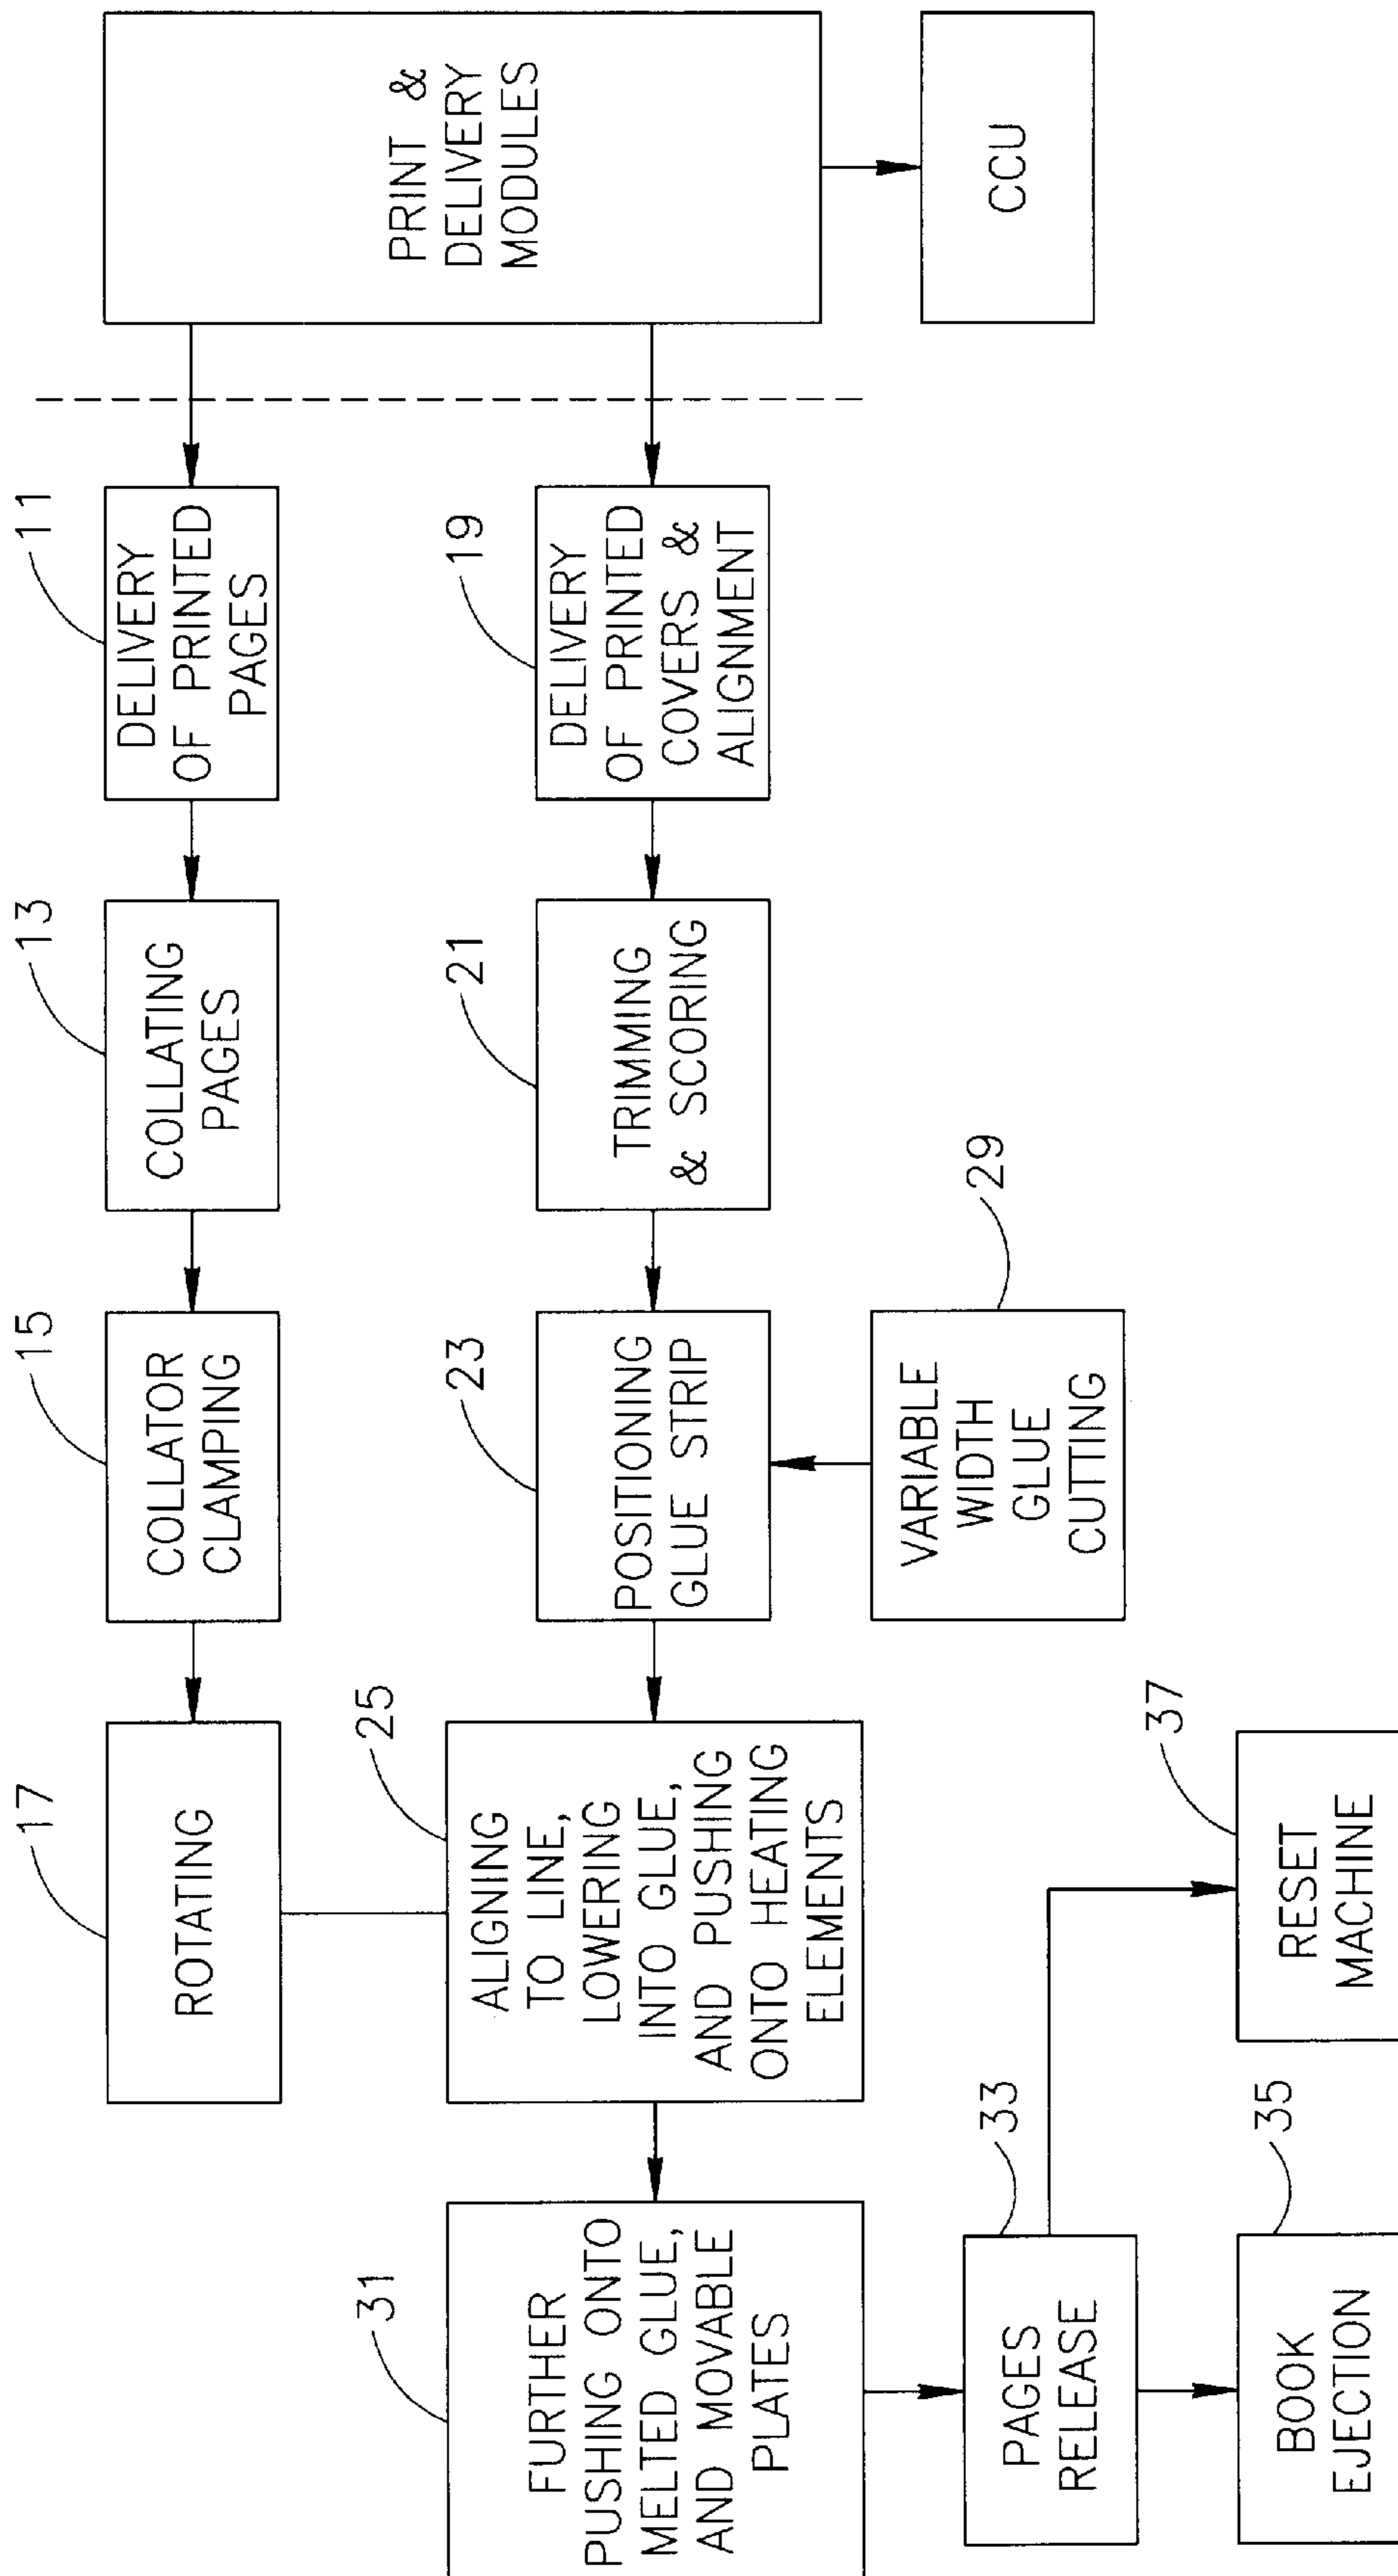 PRINT &
DELIVERY
MODULES
CCU
11
DELIVERY
OF PRINTED
PAGES
13
COLLATING
PAGES
15
COLLATOR
CLAMPING
17
ROTATING
19
DELIVERY
OF PRINTED
COVERS &
ALIGNMENT
21
TRIMMING
& SCORING
23
POSITIONING
GLUE STRIP
29
VARIABLE
WIDTH
GLUE
CUTTING
25
ALIGNING
TO LINE,
LOWERING
INTO GLUE,
AND PUSHING
ONTO HEATING
ELEMENTS
31
FURTHER
PUSHING ONTO
MELTED GLUE,
AND MOVABLE
PLATES
33
PAGES
RELEASE
35
BOOK
EJECTION
37
RESET
MACHINE